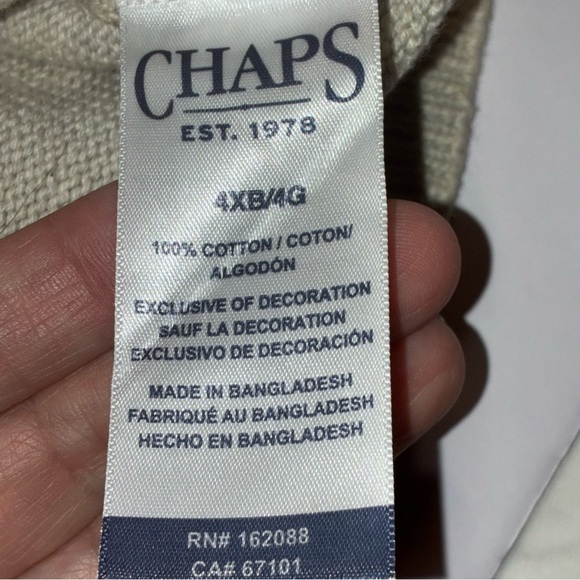 CHAPS
EST. 1978
4XB/4G
100% COTTON / COTON/
ALGODÓN
EXCLUSIVE OF DECORATION
SAUF LA DECORATION
EXCLUSIVO DE DECORACIÓN
MADE IN BANGLADESH
FABRIQUÉ AU BANGLADESH
HECHO EN BANGLADESH
RN# 162088
CA# 67101